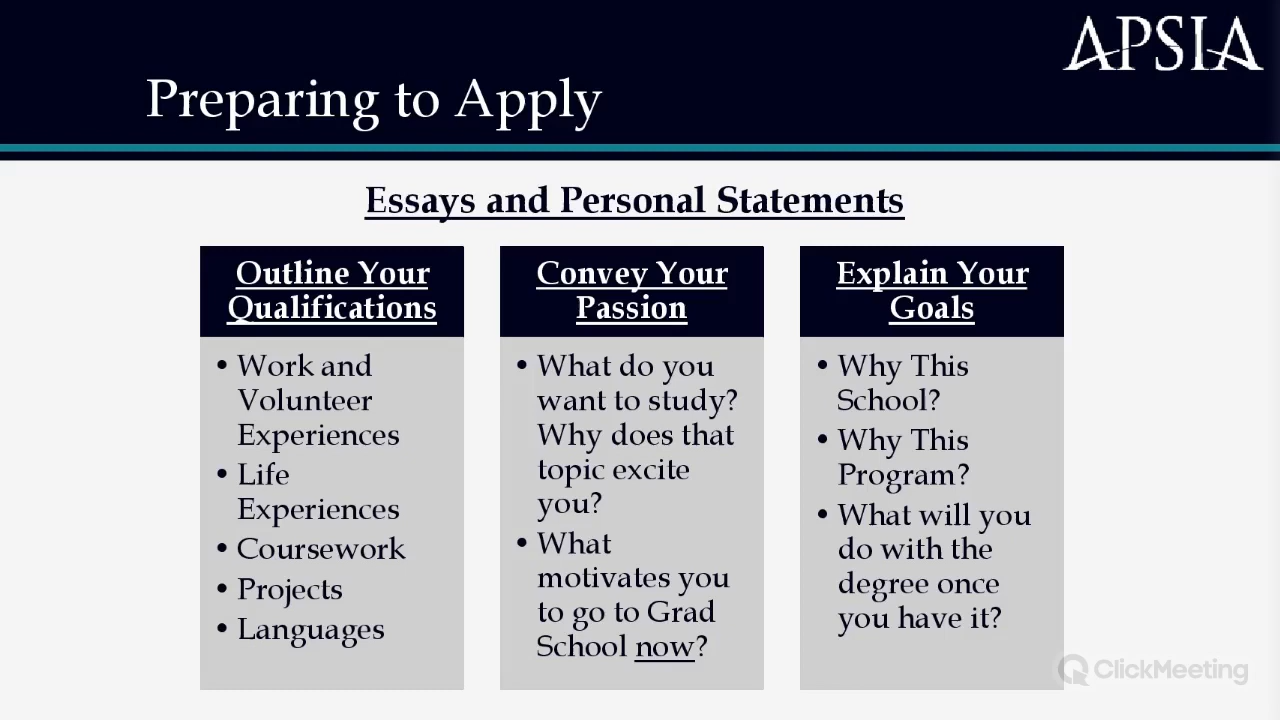 APSIA
Preparing to Apply
Essays and Personal Statements
Outline Your
Qualifications
• Work and
Volunteer
Experiences
• Life
Experiences
• Coursework
• Projects
• Languages
Convey Your
Passion
• What do you
want to study?
Why does that
topic excite
you?
• What
motivates you
to go to Grad
School now?
Explain Your
Goals
• Why This
School?
• Why This
Program?
• What will you
do with the
degree once
you have it?
ClickMeeting